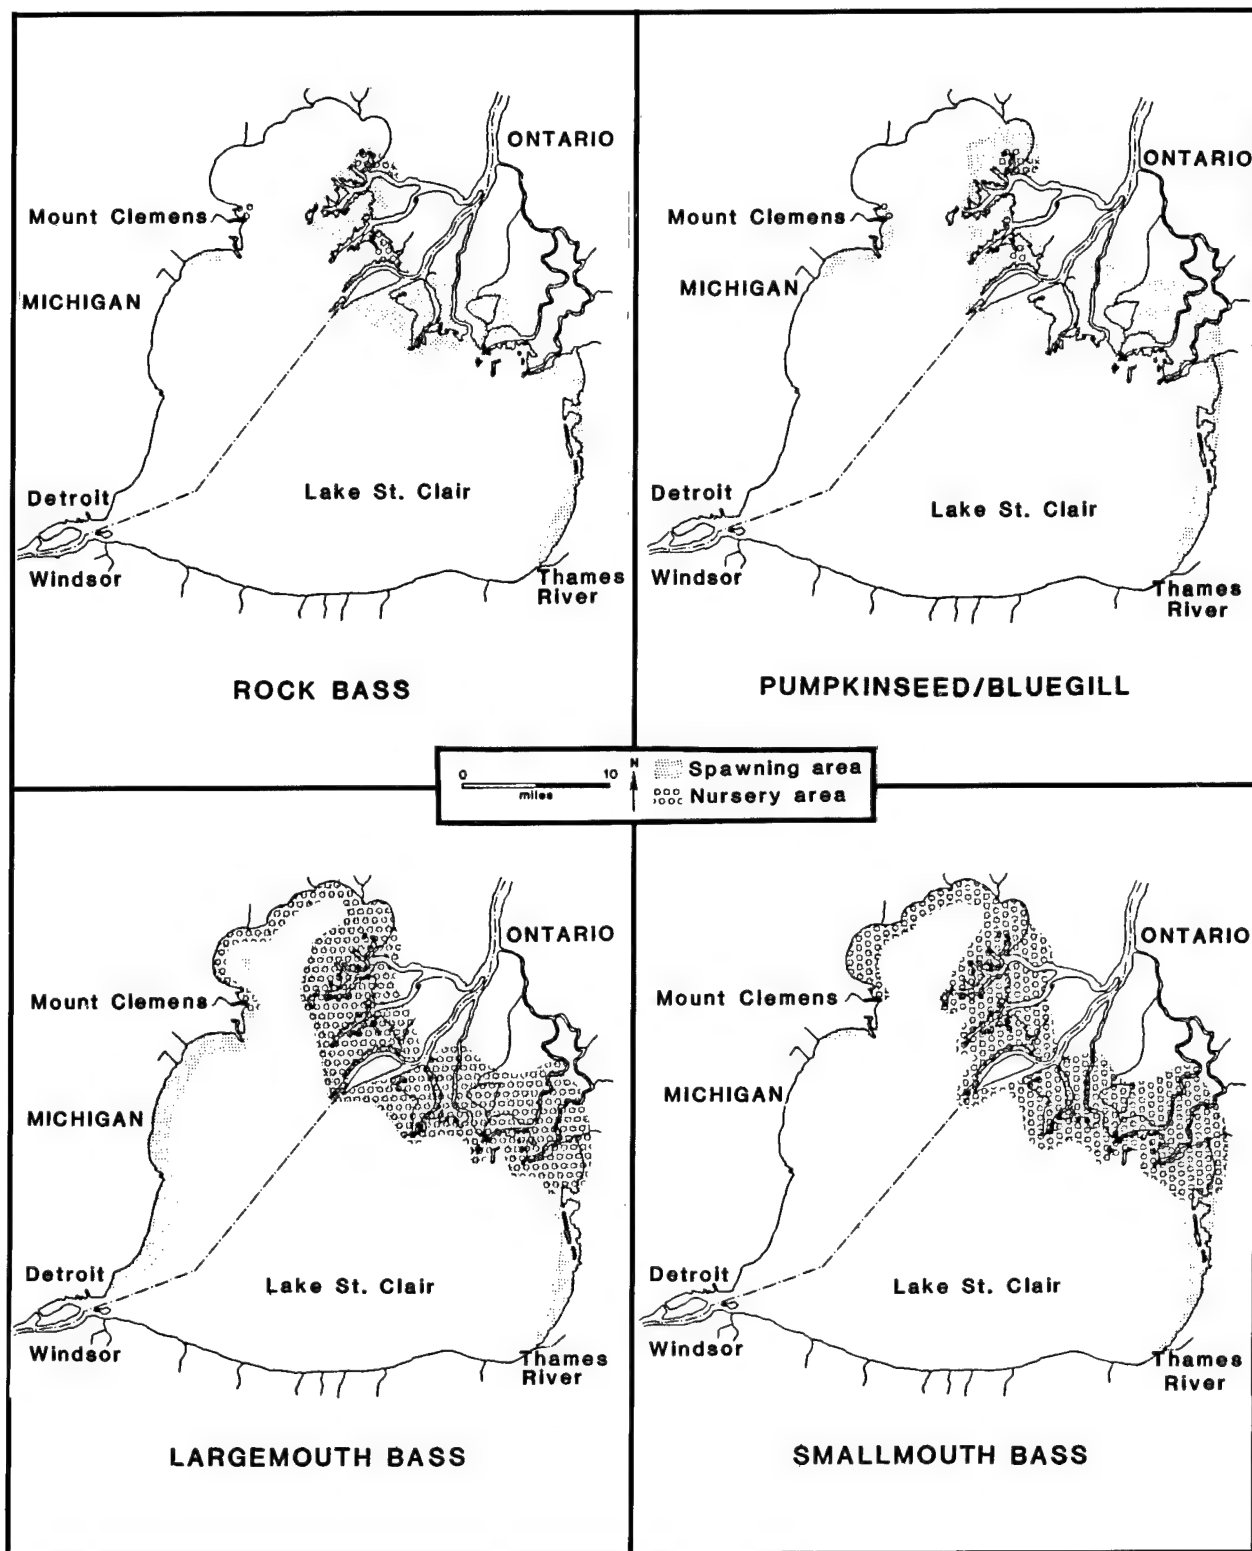 ONTARIO
Mount Clemens
MICHIGAN
Detroit
Lake St. Clair
Windsor
Thames
River
ROCK BASS
ONTARIO
Mount Clemens
MICHIGAN
Detroit
Lake St. Clair
Windsor
Thames
River
PUMPKINSEED/BLUEGILL
0 10
miles
N
Spawning area
Nursery area
ONTARIO
Mount Clemens
MICHIGAN
Detroit
Lake St. Clair
Windsor
Thames
River
LARGEMOUTH BASS
ONTARIO
Mount Clemens
MICHIGAN
Detroit
Lake St. Clair
Windsor
Thames
River
SMALLMOUTH BASS